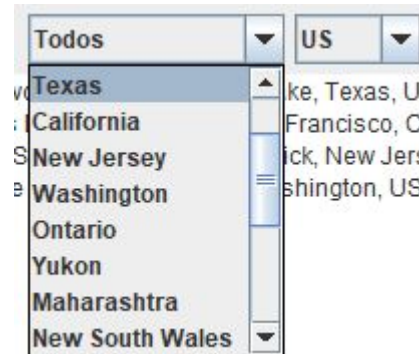 Todos US
Texas ke, Texas, U
California Francisco, C
New Jersey ick, New Jers
Washington shington, US
Ontario
Yukon
Maharashtra
New South Wales